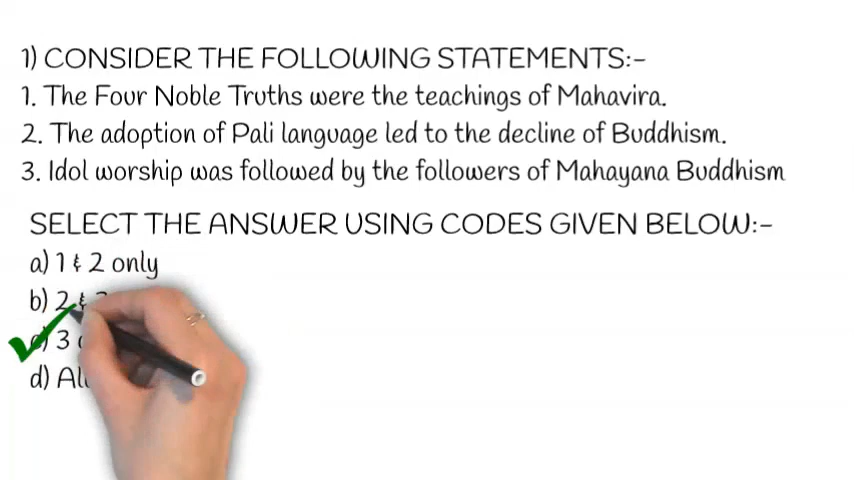 1) CONSIDER THE FOLLOWING STATEMENTS:-
1. The Four Noble Truths were the teachings of Mahavira.
2. The adoption of Pali language led to the decline of Buddhism.
3. Idol worship was followed by the followers of Mahayana Buddhism
SELECT THE ANSWER USING CODES GIVEN BELOW:-
a) 1 & 2 only
b) 2 &
3
d)